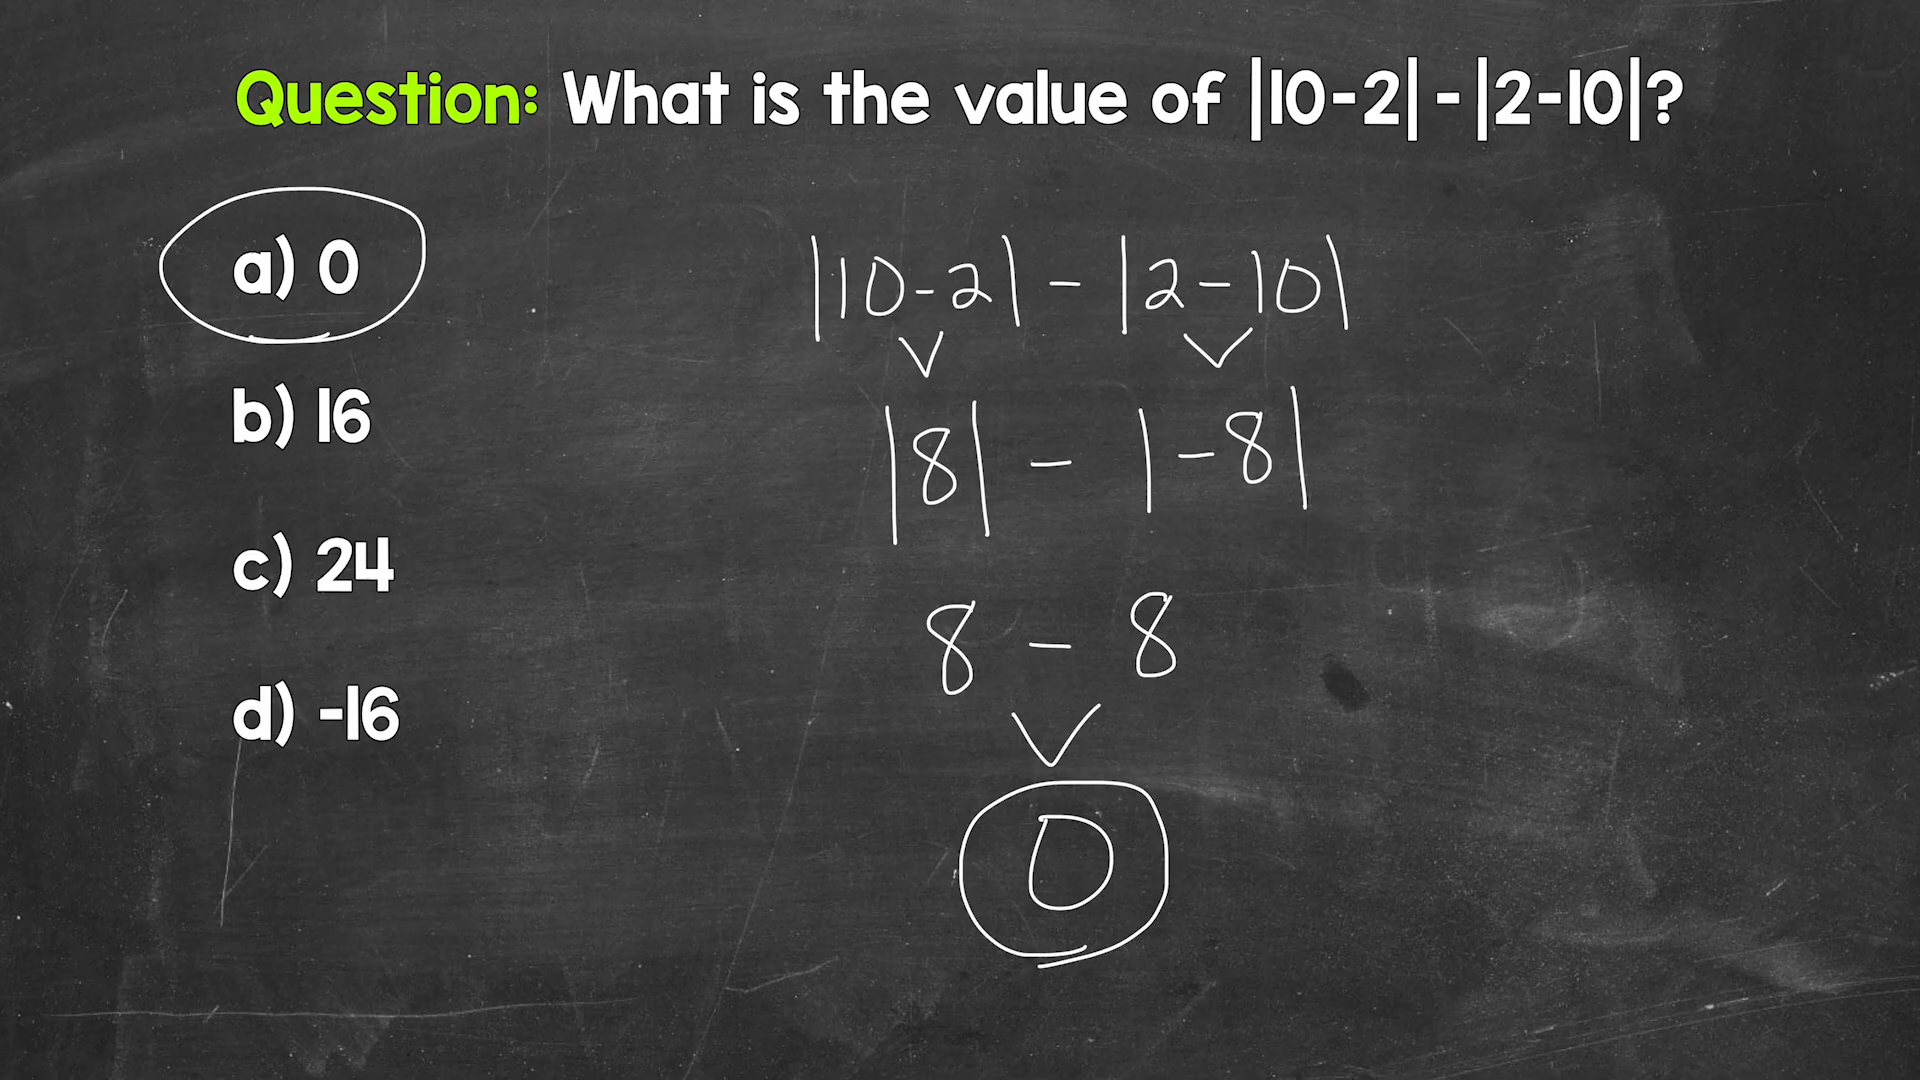 Question: What is the value of |10-2| - |2-10|?
a) 0
b) 16
c) 24
d) -16
|10-2| - |2-10|
|8| - |-8|
8 - 8
0